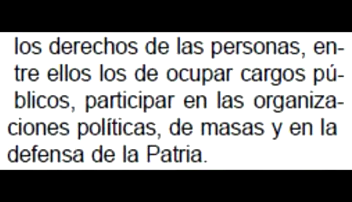 los derechos de las personas, en-
tre ellos los de ocupar cargos pú-
blicos, participar en las organiza-
ciones políticas, de masas y en la
defensa de la Patria.